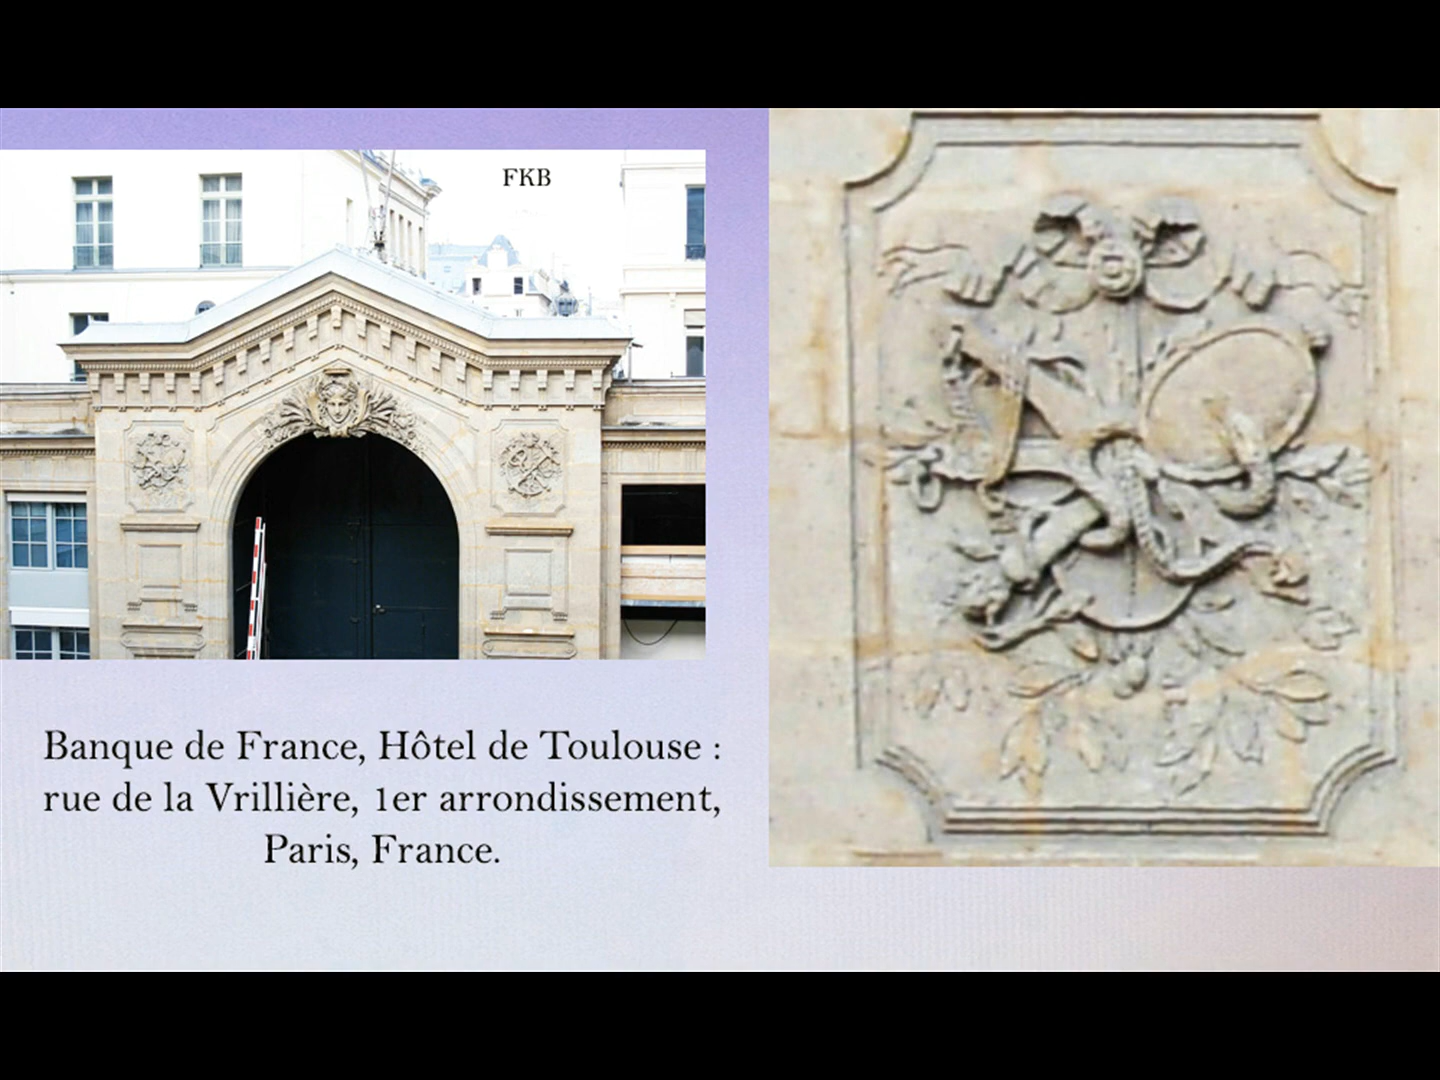 FKB
Banque de France, Hôtel de Toulouse :
rue de la Vrillière, 1er arrondissement,
Paris, France.